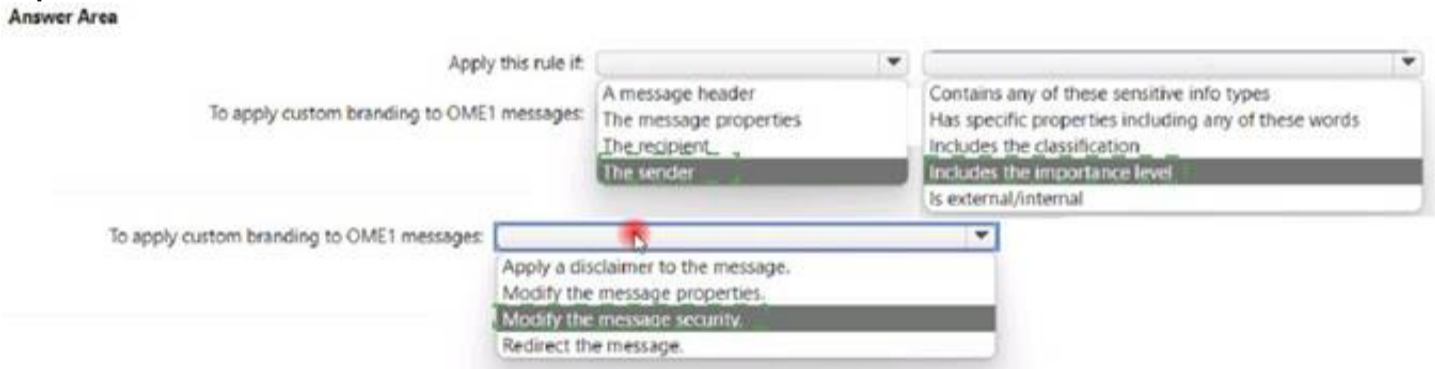 Answer Area
Apply this rule if:
A message header
The message properties
The recipient
The sender
Contains any of these sensitive info types
Has specific properties including any of these words
Includes the classification
Includes the importance level
Is external/internal
To apply custom branding to OME1 messages:
To apply custom branding to OME1 messages:
Apply a disclaimer to the message.
Modify the message properties.
Modify the message security.
Redirect the message.